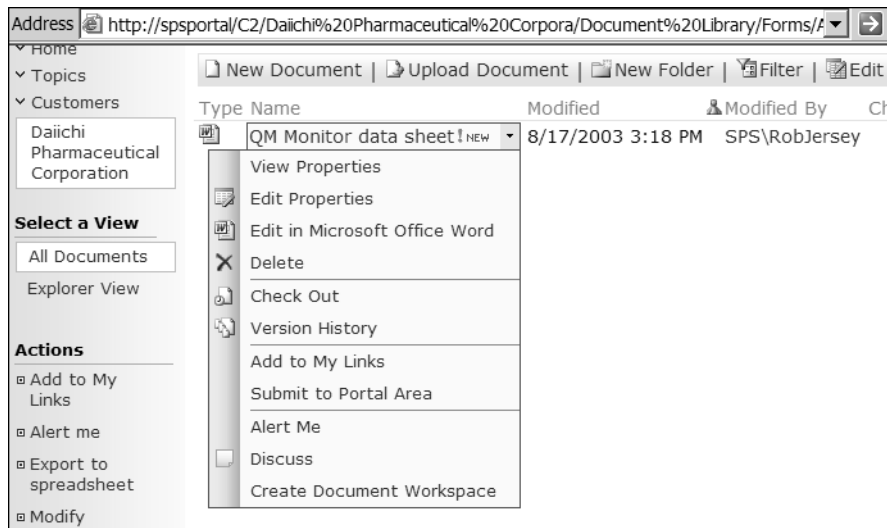 Address http://spsportal/C2/Daiichi%20Pharmaceutical%20Corpora/Document%20Library/Forms/A
Home
Topics
Customers
Daiichi
Pharmaceutical
Corporation
Select a View
All Documents
Explorer View
Actions
Add to My
Links
Alert me
Export to
spreadsheet
Modify
New Document | Upload Document | New Folder | Filter | Edit
Type Name Modified Modified By Ch
QM Monitor data sheet ! NEW 8/17/2003 3:18 PM SPS\RobJersey
View Properties
Edit Properties
Edit in Microsoft Office Word
Delete
Check Out
Version History
Add to My Links
Submit to Portal Area
Alert Me
Discuss
Create Document Workspace